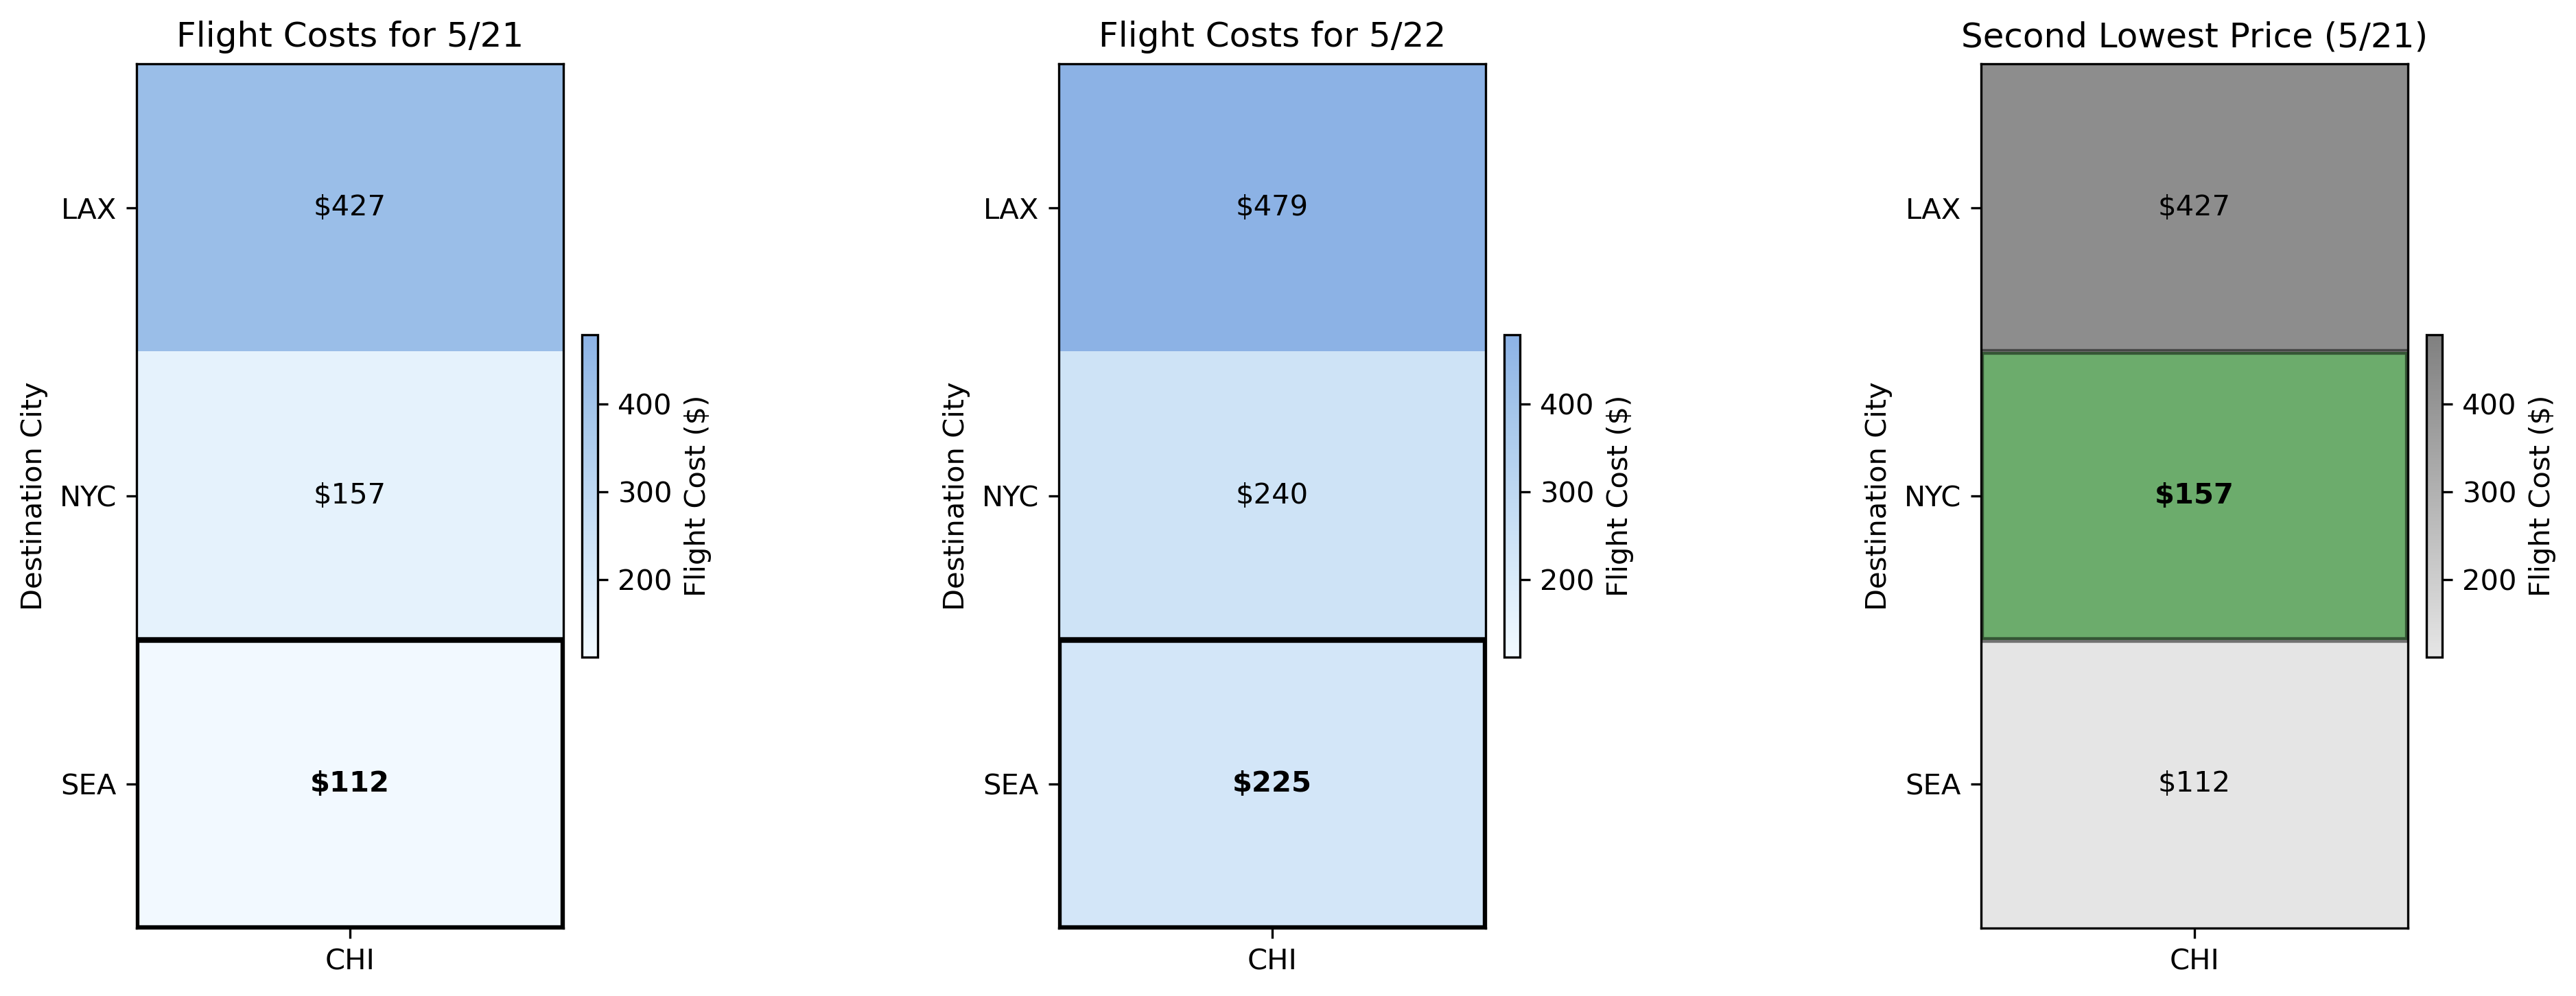 Flight Costs for 5/21
Destination City
LAX
$427
NYC
$157
SEA
$112
CHI
400
300
200
Flight Cost ($)
Flight Costs for 5/22
Destination City
LAX
$479
NYC
$240
SEA
$225
CHI
400
300
200
Flight Cost ($)
Second Lowest Price (5/21)
Destination City
LAX
$427
NYC
$157
SEA
$112
CHI
400
300
200
Flight Cost ($)